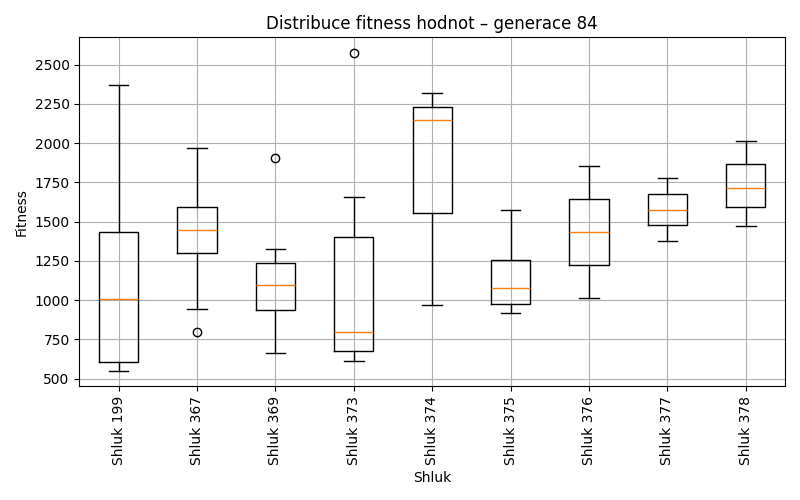 Distribuce fitness hodnot – generace 84
Fitness
2500
2250
2000
1750
1500
1250
1000
750
500
Shluk 199
Shluk 367
Shluk 369
Shluk 373
Shluk 374
Shluk 375
Shluk 376
Shluk 377
Shluk 378
Shluk